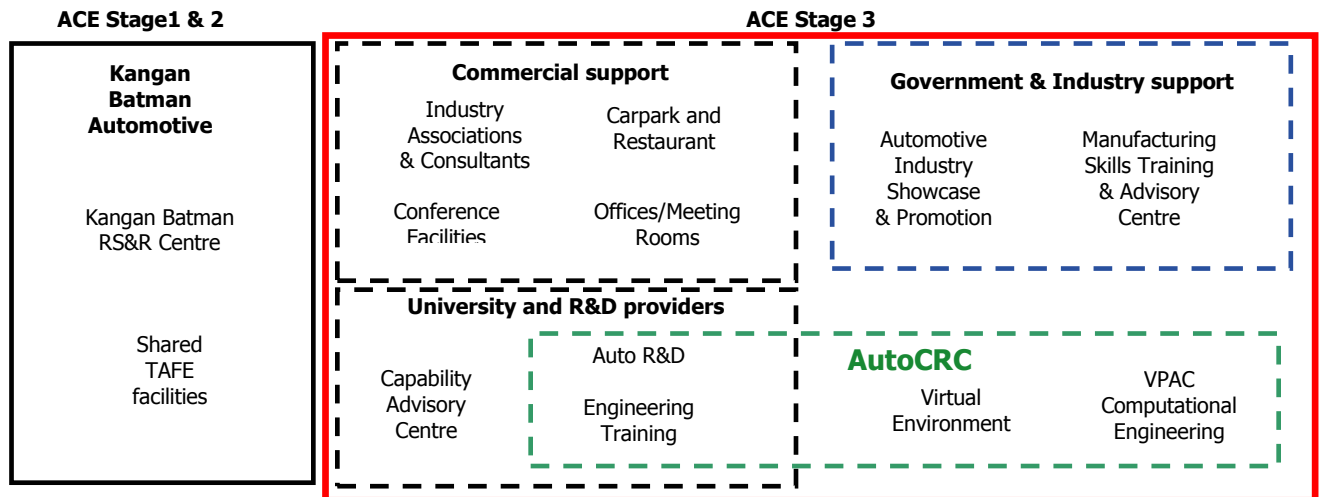 ACE Stage1 & 2
ACE Stage 3
Kangan
Batman
Automotive
Kangan Batman
RS&R Centre
Shared
TAFE
facilities
Commercial support
Industry
Associations
& Consultants
Carpark and
Restaurant
Conference
Facilities
Offices/Meeting
Rooms
Government & Industry support
Automotive
Industry
Showcase
& Promotion
Manufacturing
Skills Training
& Advisory
Centre
University and R&D providers
Capability
Advisory
Centre
Auto R&D
Engineering
Training
AutoCRC
Virtual
Environment
VPAC
Computational
Engineering